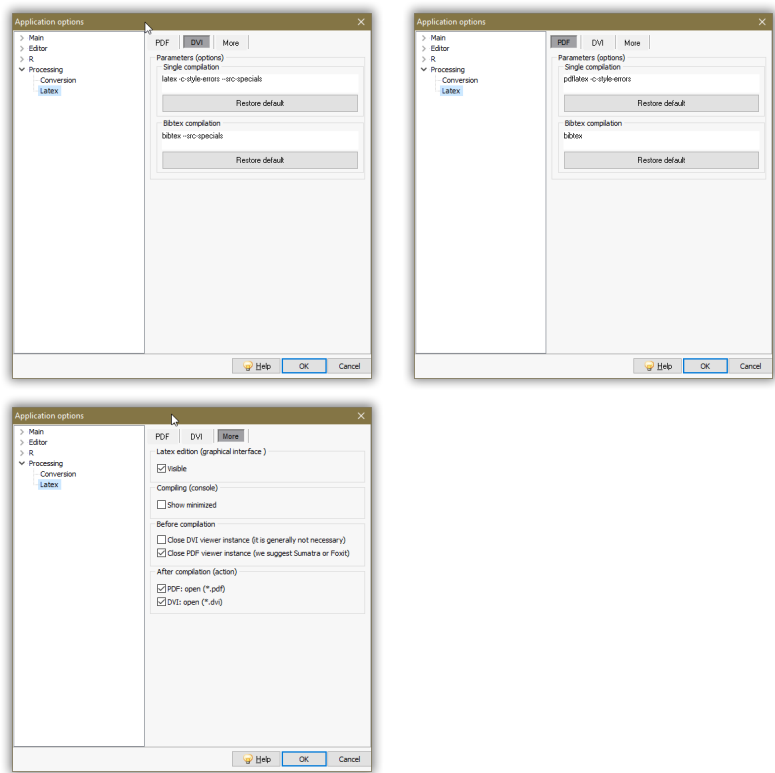 Application options
Main
Editor
R
Processing
Conversion
Latex
PDF DVI More
Parameters (options)
Single compilation
latex -c-style-errors --src-specials
Restore default
Bibtex compilation
bibtex --src-specials
Restore default
Help OK Cancel
Application options
Main
Editor
R
Processing
Conversion
Latex
PDF DVI More
Parameters (options)
Single compilation
pdflatex -c-style-errors
Restore default
Bibtex compilation
bibtex
Restore default
Help OK Cancel
Application options
Main
Editor
R
Processing
Conversion
Latex
PDF DVI More
Latex edition (graphical interface )
Visible
Compiling (console)
Show minimized
Before compilation
Close DVI viewer instance (it is generally not necessary)
Close PDF viewer instance (we suggest Sumatra or Foxit)
After compilation (action)
PDF: open (*.pdf)
DVI: open (*.dvi)
Help OK Cancel